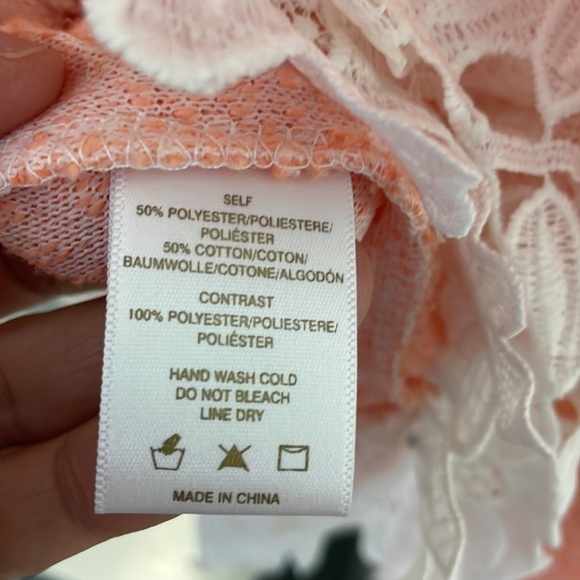 SELF
50% POLYESTER/POLIESTERE/
POLIÉSTER
50% COTTON/COTON/
BAUMWOLLE/COTONE/ALGODÓN
CONTRAST
100% POLYESTER/POLIESTERE/
POLIÉSTER
HAND WASH COLD
DO NOT BLEACH
LINE DRY
MADE IN CHINA